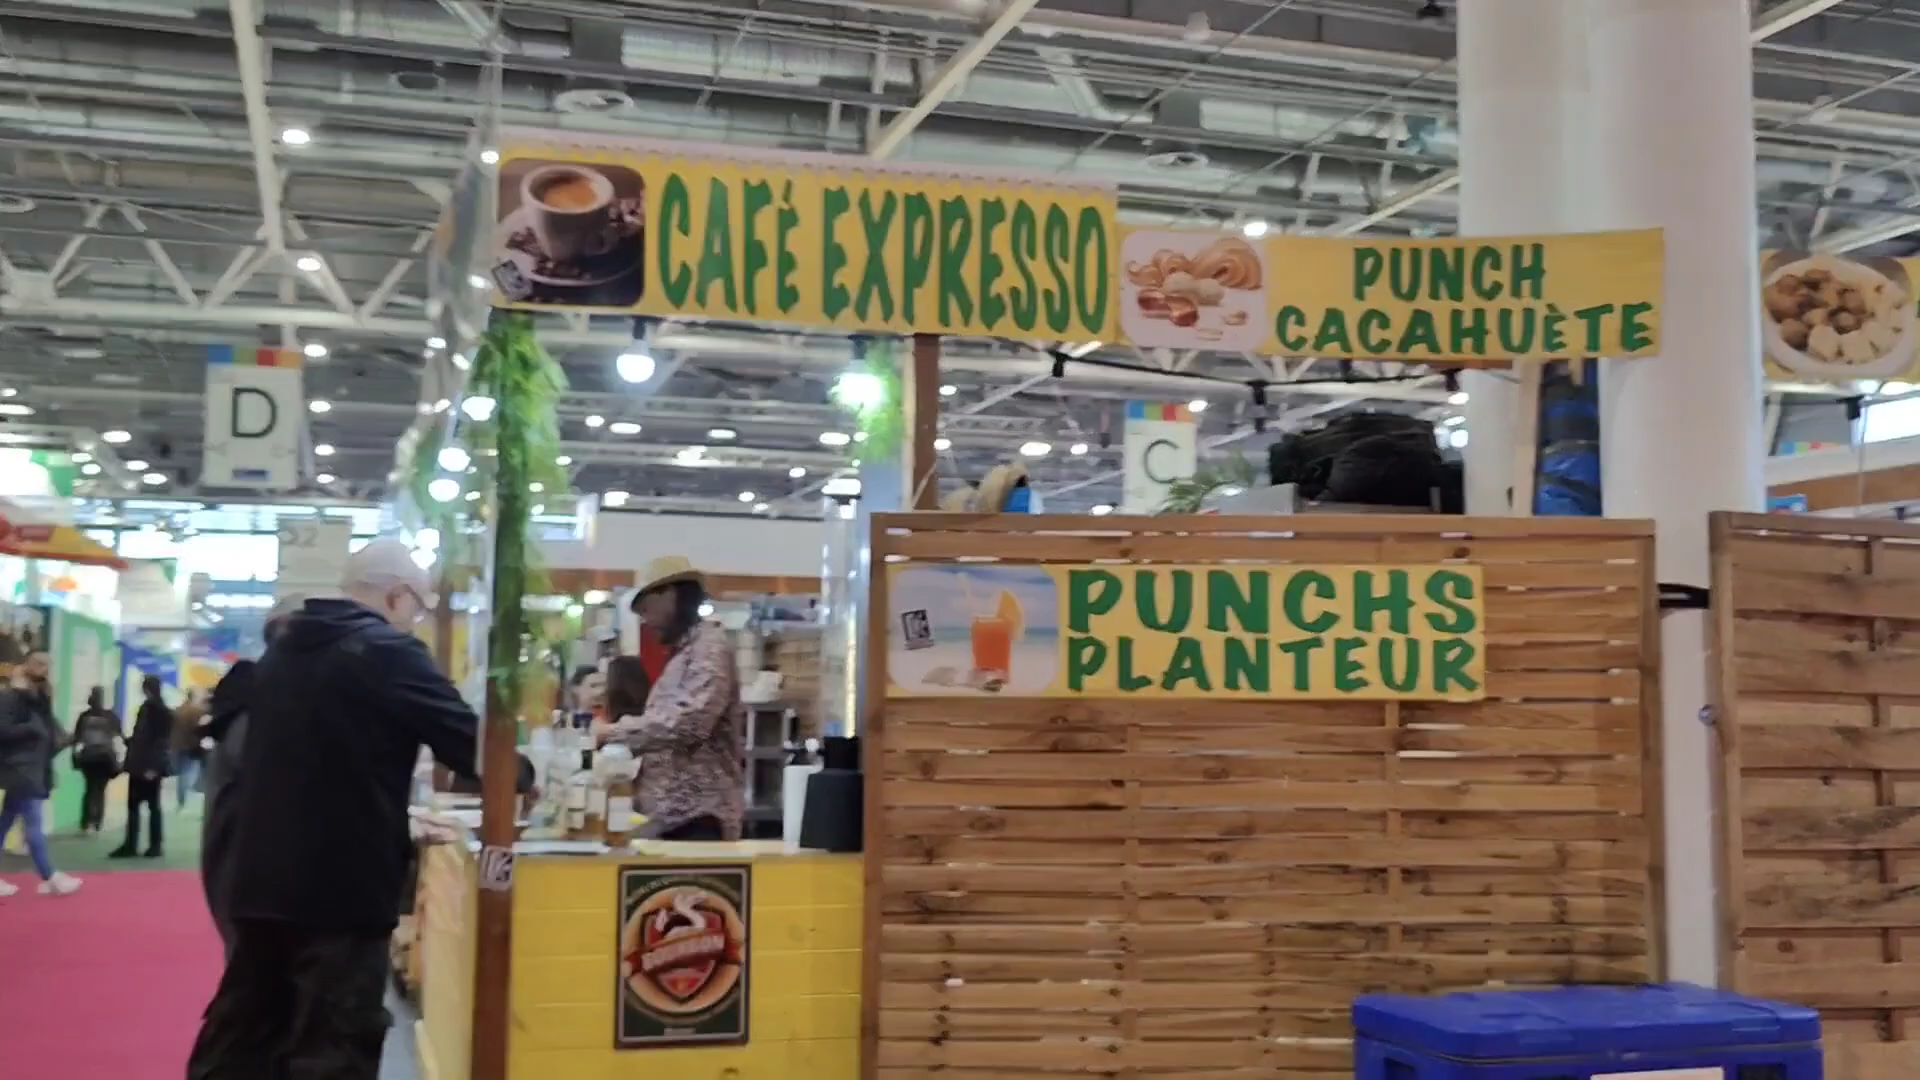 CAFÉ EXPRESSO
PUNCH
CACAHUÈTE
D
C
PUNCHS
PLANTEUR